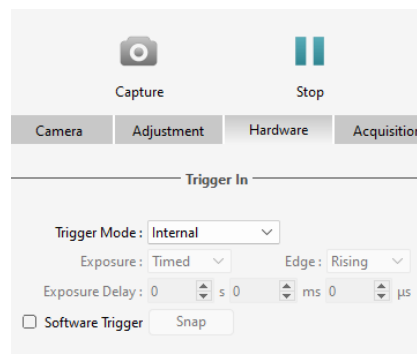 Capture Stop
Camera Adjustment Hardware Acquisition
Trigger In
Trigger Mode : Internal
Exposure : Timed Edge : Rising
Exposure Delay : 0 s 0 ms 0 µs
Software Trigger Snap